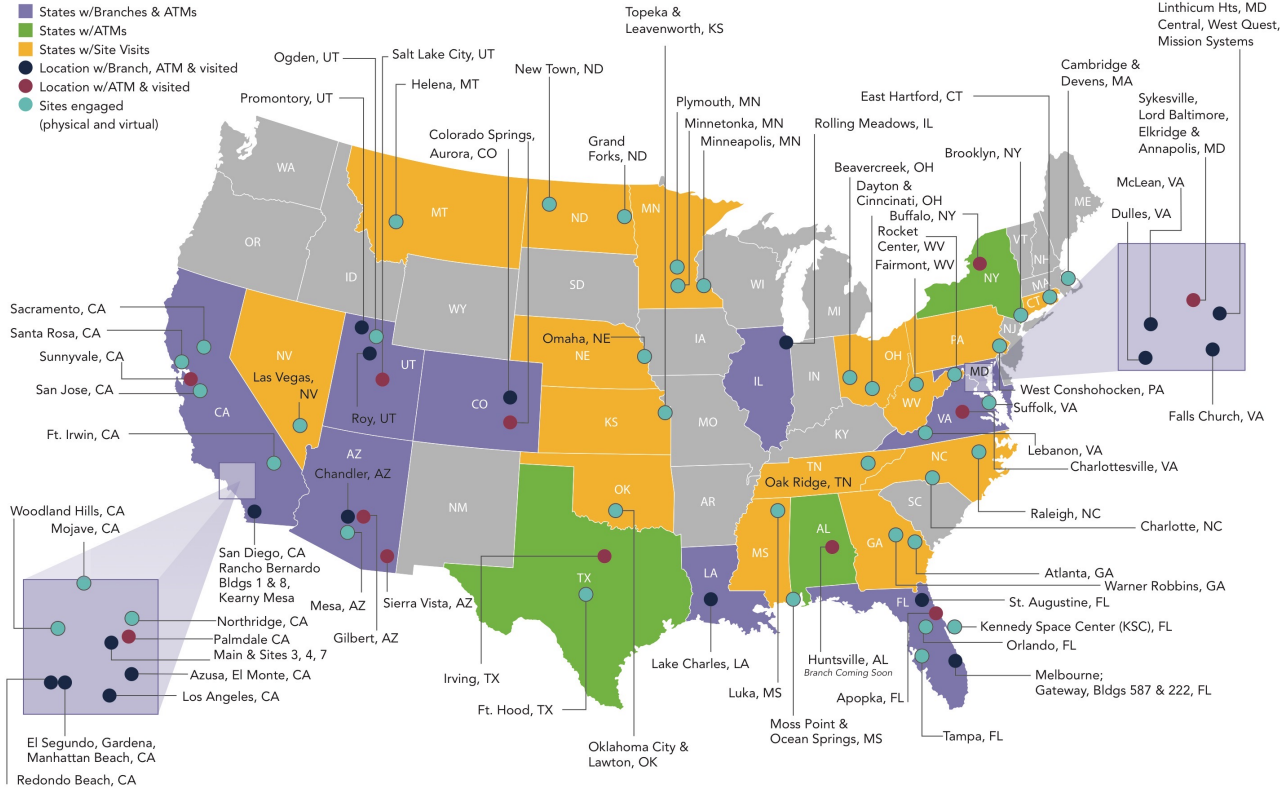 States w/Branches & ATMs
States w/ATMs
States w/Site Visits
Location w/Branch, ATM & visited
Location w/ATM & visited
Sites engaged
(physical and virtual)
Topeka &
Leavenworth, KS
Linthicum Hts, MD
Central, West Quest,
Mission Systems
Ogden, UT
Salt Lake City, UT
Helena, MT
New Town, ND
Promontory, UT
Colorado Springs,
Aurora, CO
Grand
Forks, ND
Plymouth, MN
Minnetonka, MN
Minneapolis, MN
Rolling Meadows, IL
East Hartford, CT
Cambridge &
Devens, MA
Sykesville,
Lord Baltimore,
Elkridge &
Annapolis, MD
Beavercreek, OH
Dayton &
Cinncinati, OH
Buffalo, NY
Rocket
Center, WV
Fairmont, WV
Brooklyn, NY
McLean, VA
Dulles, VA
WA
OR
ID
MT
ND
MN
WY
SD
WI
MI
IA
NE
NV
UT
CO
CA
AZ
NM
KS
OK
TX
MO
AR
LA
IL
IN
OH
KY
TN
MS
AL
GA
FL
SC
NC
VA
WV
MD
PA
NJ
NY
CT
MA
VT
NH
ME
Sacramento, CA
Santa Rosa, CA
Sunnyvale, CA
San Jose, CA
Ft. Irwin, CA
Las Vegas,
NV
Roy, UT
Omaha, NE
Chandler, AZ
Oak Ridge, TN
West Conshohocken, PA
Suffolk, VA
Falls Church, VA
Lebanon, VA
Charlottesville, VA
Raleigh, NC
Charlotte, NC
Woodland Hills, CA
Mojave, CA
San Diego, CA
Rancho Bernardo
Bldgs 1 & 8,
Kearny Mesa
Mesa, AZ
Sierra Vista, AZ
Gilbert, AZ
Northridge, CA
Palmdale CA
Main & Sites 3, 4, 7
Azusa, El Monte, CA
Los Angeles, CA
El Segundo, Gardena,
Manhattan Beach, CA
Redondo Beach, CA
Irving, TX
Ft. Hood, TX
Oklahoma City &
Lawton, OK
Lake Charles, LA
Luka, MS
Moss Point &
Ocean Springs, MS
Huntsville, AL
Branch Coming Soon
Apopka, FL
Atlanta, GA
Warner Robbins, GA
St. Augustine, FL
Kennedy Space Center (KSC), FL
Orlando, FL
Melbourne;
Gateway, Bldgs 587 & 222, FL
Tampa, FL